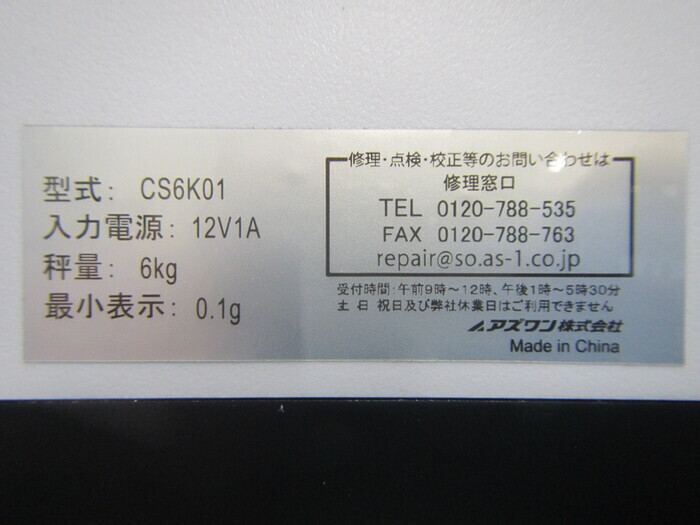 型式： CS6K01
入力電源： 12V1A
秤量： 6kg
最小表示： 0.1g
修理・点検・校正等のお問い合わせは
修理窓口
TEL 0120-788-535
FAX 0120-788-763
repair@so.as-1.co.jp
受付時間：午前9時～12時、午後1時～5時30分
土 日 祝日及び弊社休業日はご利用できません
アズワン株式会社
Made in China